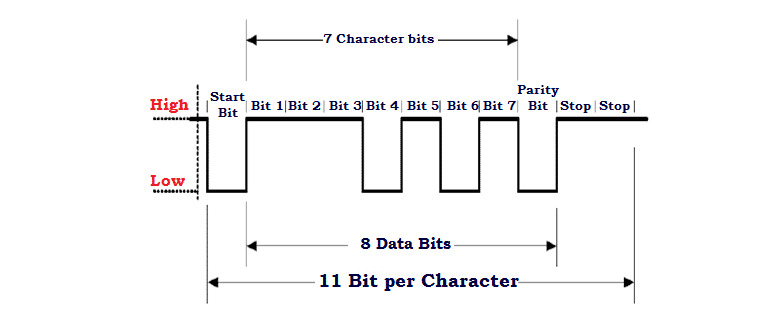 7 Character bits
High
Start Bit
Bit 1
Bit 2
Bit 3
Bit 4
Bit 5
Bit 6
Bit 7
Parity Bit
Stop
Stop
Low
8 Data Bits
11 Bit per Character